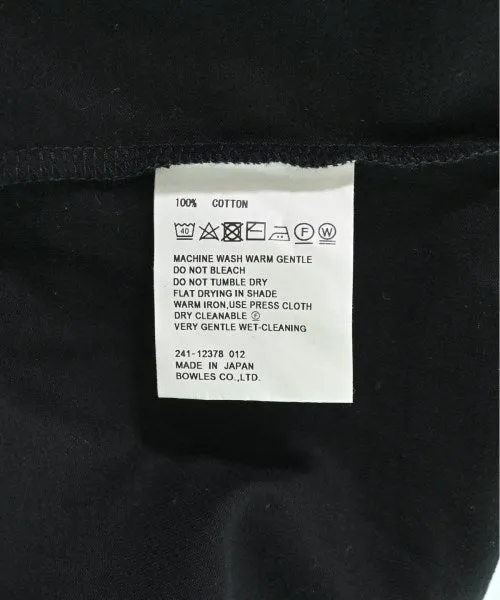 100% COTTON
40 F W
MACHINE WASH WARM GENTLE
DO NOT BLEACH
DO NOT TUMBLE DRY
FLAT DRYING IN SHADE
WARM IRON,USE PRESS CLOTH
DRY CLEANABLE Ⓕ
VERY GENTLE WET-CLEANING
241-12378 012
MADE IN JAPAN
BOWLES CO.,LTD.